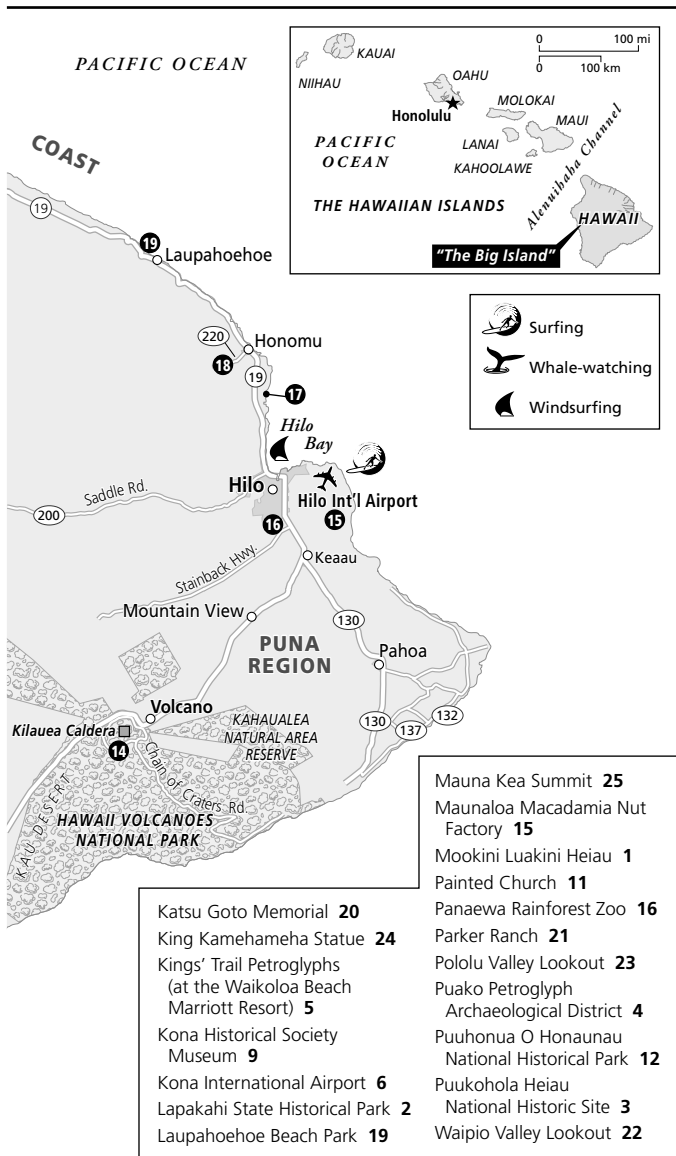 PACIFIC OCEAN
COAST
19
19
Laupahoehoe
220
Honomu
18
19
17
Hilo
Bay
Hilo
Hilo Int'l Airport
15
Saddle Rd.
200
16
Stainback Hwy.
Keaau
Mountain View
130
PUNA
REGION
Pahoa
Volcano
Kilauea Caldera
14
KAHAUALEA
NATURAL AREA
RESERVE
130
137
132
Chain of Craters Rd.
KAU DESERT
HAWAII VOLCANOES
NATIONAL PARK
KAUAI
NIIHAU
OAHU
Honolulu
MOLOKAI
MAUI
LANAI
KAHOOLAWE
PACIFIC
OCEAN
Alenuihaha Channel
THE HAWAIIAN ISLANDS
HAWAII
"The Big Island"
0 100 mi
0 100 km
Surfing
Whale-watching
Windsurfing
Katsu Goto Memorial 20
King Kamehameha Statue 24
Kings' Trail Petroglyphs
(at the Waikoloa Beach
Marriott Resort) 5
Kona Historical Society
Museum 9
Kona International Airport 6
Lapakahi State Historical Park 2
Laupahoehoe Beach Park 19
Mauna Kea Summit 25
Maunaloa Macadamia Nut
Factory 15
Mookini Luakini Heiau 1
Painted Church 11
Panaewa Rainforest Zoo 16
Parker Ranch 21
Pololu Valley Lookout 23
Puako Petroglyph
Archaeological District 4
Puuhonua O Honaunau
National Historical Park 12
Puukohola Heiau
National Historic Site 3
Waipio Valley Lookout 22